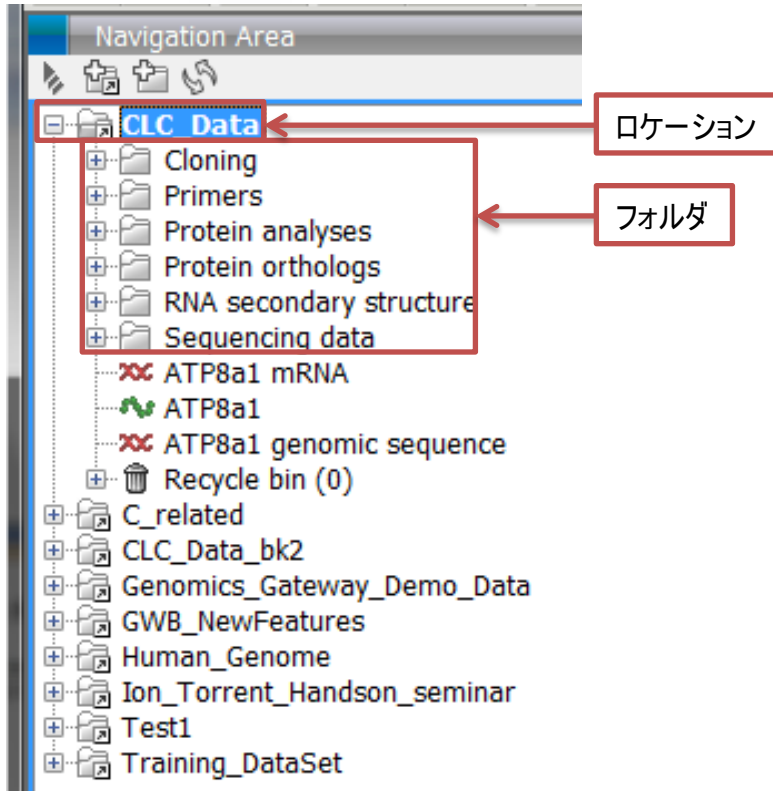 Navigation Area
CLC_Data
ロケーション
Cloning
Primers
Protein analyses
フォルダ
Protein orthologs
RNA secondary structure
Sequencing data
ATP8a1 mRNA
ATP8a1
ATP8a1 genomic sequence
Recycle bin (0)
C_related
CLC_Data_bk2
Genomics_Gateway_Demo_Data
GWB_NewFeatures
Human_Genome
Ion_Torrent_Handson_seminar
Test1
Training_DataSet